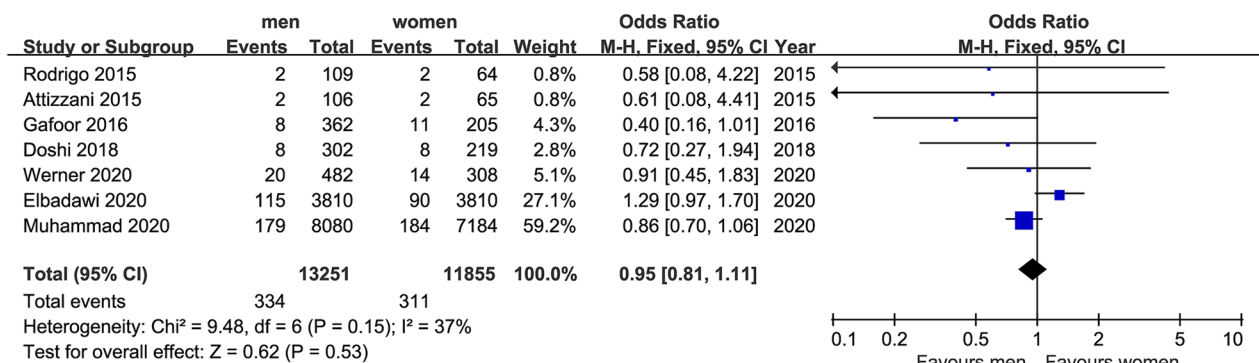 men women Odds Ratio Odds Ratio
Study or Subgroup Events Total Events Total Weight M-H, Fixed, 95% CI Year M-H, Fixed, 95% CI
Rodrigo 2015 2 109 2 64 0.8% 0.58 [0.08, 4.22] 2015
Attizzani 2015 2 106 2 65 0.8% 0.61 [0.08, 4.41] 2015
Gafoor 2016 8 362 11 205 4.3% 0.40 [0.16, 1.01] 2016
Doshi 2018 8 302 8 219 2.8% 0.72 [0.27, 1.94] 2018
Werner 2020 20 482 14 308 5.1% 0.91 [0.45, 1.83] 2020
Elbadawi 2020 115 3810 90 3810 27.1% 1.29 [0.97, 1.70] 2020
Muhammad 2020 179 8080 184 7184 59.2% 0.86 [0.70, 1.06] 2020
Total (95% CI) 13251 11855 100.0% 0.95 [0.81, 1.11]
Total events 334 311
Heterogeneity: Chi² = 9.48, df = 6 (P = 0.15); I² = 37%
Test for overall effect: Z = 0.62 (P = 0.53)
0.1 0.2 0.5 1 2 5 10
Favours men Favours women